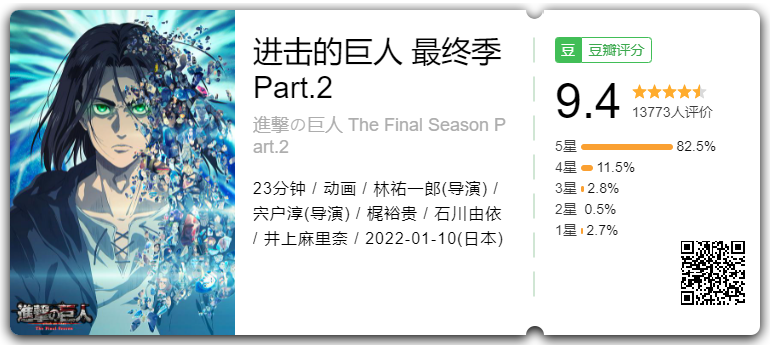 进击的巨人 最终季
Part.2
進撃の巨人 The Final Season P
art.2
23分钟 / 动画 / 林祐一郎(导演) /
宍户淳(导演) / 梶裕贵 / 石川由依
/ 井上麻里奈 / 2022-01-10(日本)
進撃の巨人
The Final Season
豆 豆瓣评分
9.4
13773人评价
5星 82.5%
4星 11.5%
3星 2.8%
2星 0.5%
1星 2.7%